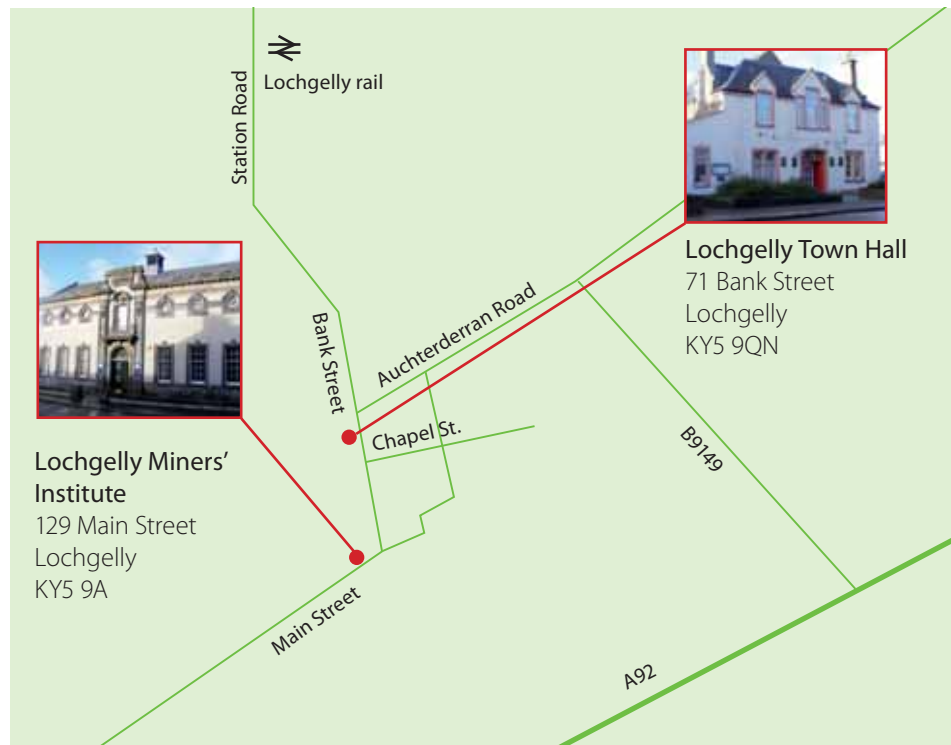 Lochgelly rail
Station Road
Lochgelly Town Hall
71 Bank Street
Lochgelly
KY5 9QN
Bank Street
Auchterderran Road
Chapel St.
B9149
Lochgelly Miners'
Institute
129 Main Street
Lochgelly
KY5 9A
Main Street
A92